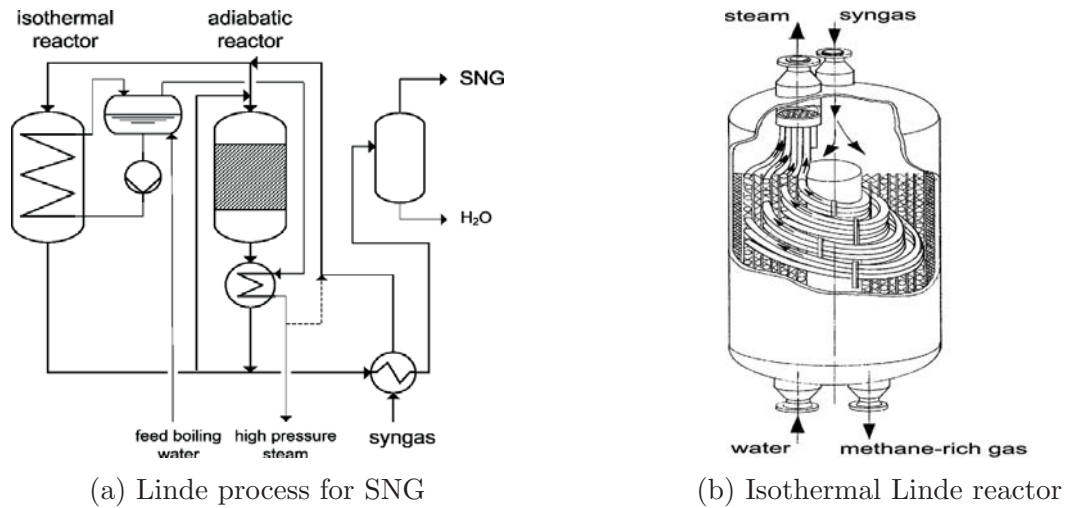 isothermal
reactor
adiabatic
reactor
SNG
H₂O
feed boiling
water
high pressure
steam
syngas
(a) Linde process for SNG
steam
syngas
water
methane-rich gas
(b) Isothermal Linde reactor